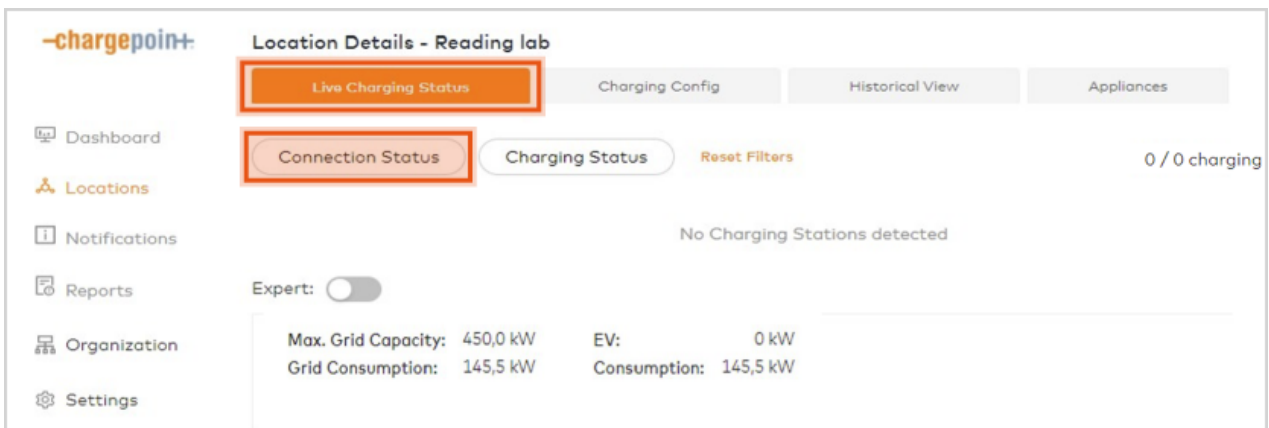 -chargepoin+
Location Details - Reading lab
Live Charging Status
Charging Config
Historical View
Appliances
Dashboard
Connection Status
Charging Status
Reset Filters
0 / 0 charging
Locations
Notifications
No Charging Stations detected
Reports
Expert:
Organization
Max. Grid Capacity: 450,0 kW EV: 0 kW
Grid Consumption: 145,5 kW Consumption: 145,5 kW
Settings